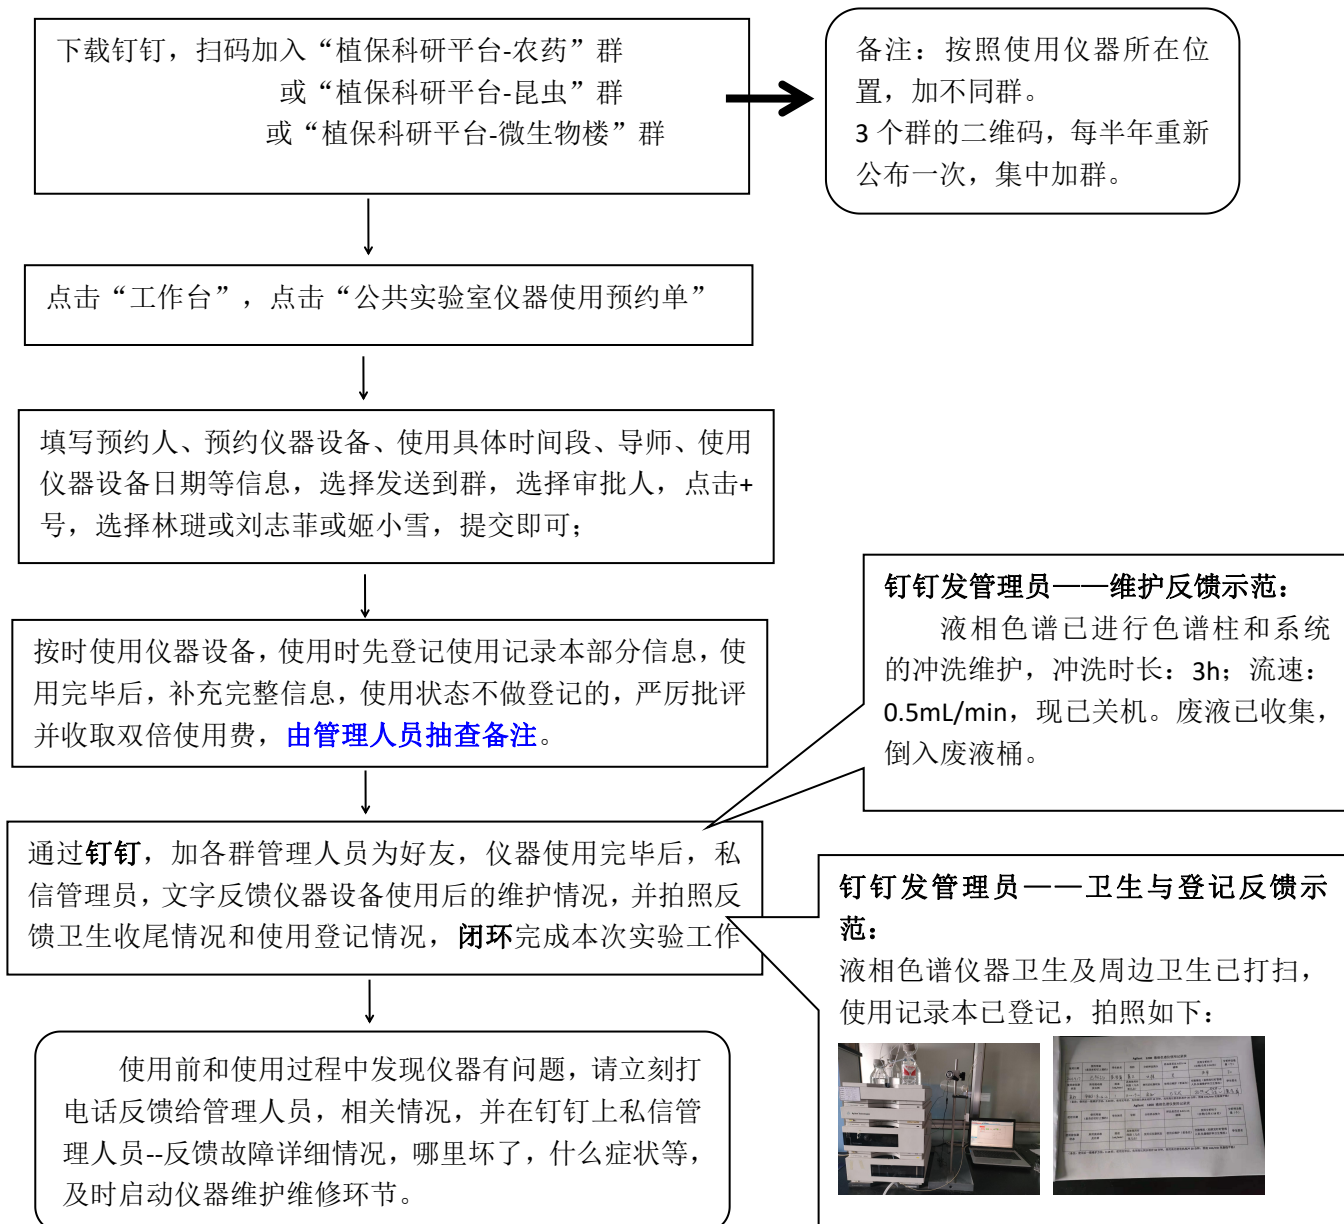 下载钉钉，扫码加入“植保科研平台-农药”群
或“植保科研平台-昆虫”群
或“植保科研平台-微生物楼”群
备注：按照使用仪器所在位
置，加不同群。
3 个群的二维码，每半年重新
公布一次，集中加群。
点击“工作台”，点击“公共实验室仪器使用预约单”
填写预约人、预约仪器设备、使用具体时间段、导师、使用
仪器设备日期等信息，选择发送到群，选择审批人，点击+
号，选择林琎或刘志菲或姬小雪，提交即可；
按时使用仪器设备，使用时先登记使用记录本部分信息，使
用完毕后，补充完整信息，使用状态不做登记的，严厉批评
并收取双倍使用费，由管理人员抽查备注。
钉钉发管理员——维护反馈示范：
液相色谱已进行色谱柱和系统
的冲洗维护，冲洗时长：3h；流速：
0.5mL/min，现已关机。废液已收集，
倒入废液桶。
通过钉钉，加各群管理人员为好友，仪器使用完毕后，私
信管理员，文字反馈仪器设备使用后的维护情况，并拍照反
馈卫生收尾情况和使用登记情况，闭环完成本次实验工作
钉钉发管理员——卫生与登记反馈示
范：
液相色谱仪器卫生及周边卫生已打扫，
使用记录本已登记，拍照如下：
使用前和使用过程中发现仪器有问题，请立刻打
电话反馈给管理人员，相关情况，并在钉钉上私信管
理人员--反馈故障详细情况，哪里坏了，什么症状等，
及时启动仪器维护维修环节。